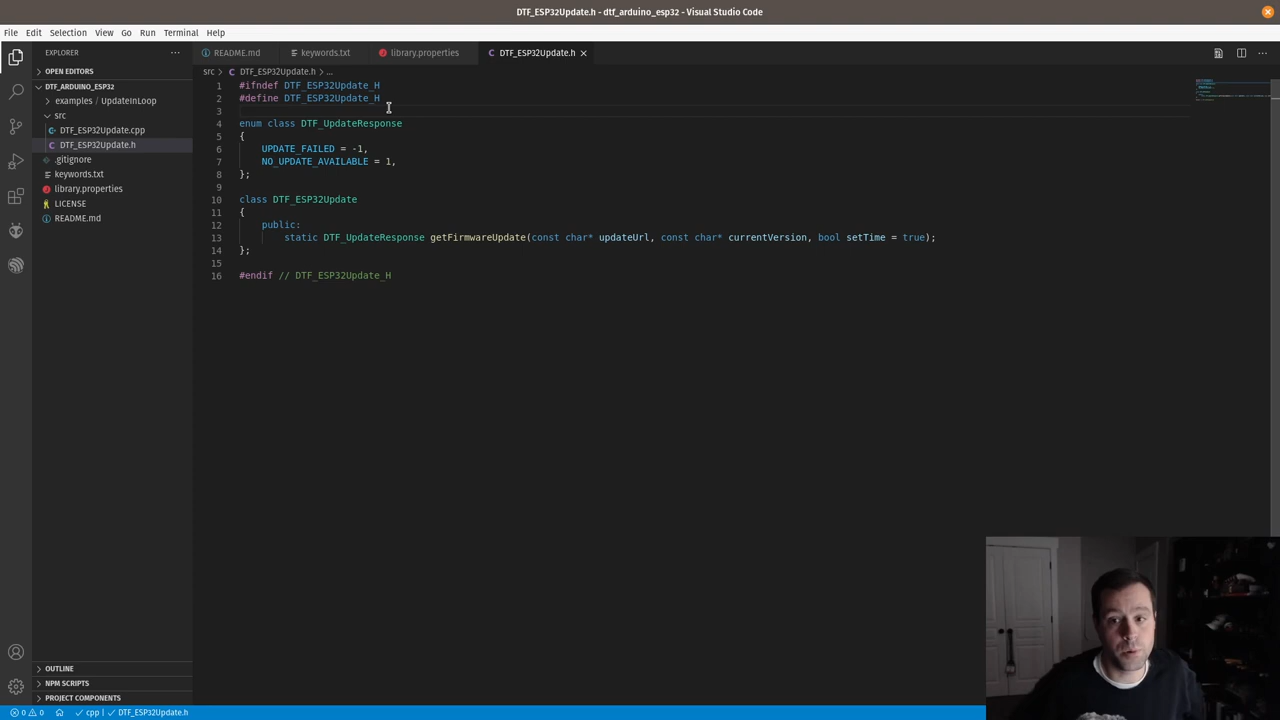 DTF_ESP32Update.h - dtf_arduino_esp32 - Visual Studio Code
File Edit Selection View Go Run Terminal Help
EXPLORER
README.md keywords.txt library.properties DTF_ESP32Update.h
OPEN EDITORS
src DTF_ESP32Update.h ...
DTF_ARDUINO_ESP32
examples / UpdateInLoop
src
DTF_ESP32Update.cpp
DTF_ESP32Update.h
.gitignore
keywords.txt
library.properties
LICENSE
README.md
1 #ifndef DTF_ESP32Update_H
2 #define DTF_ESP32Update_H
3
4 enum class DTF_UpdateResponse
5 {
6 UPDATE_FAILED = -1,
7 NO_UPDATE_AVAILABLE = 1,
8 };
9
10 class DTF_ESP32Update
11 {
12 public:
13 static DTF_UpdateResponse getFirmwareUpdate(const char* updateUrl, const char* currentVersion, bool setTime = true);
14 };
15
16 #endif // DTF_ESP32Update_H
OUTLINE
NPM SCRIPTS
PROJECT COMPONENTS
0 0 cpp | DTF_ESP32Update.h